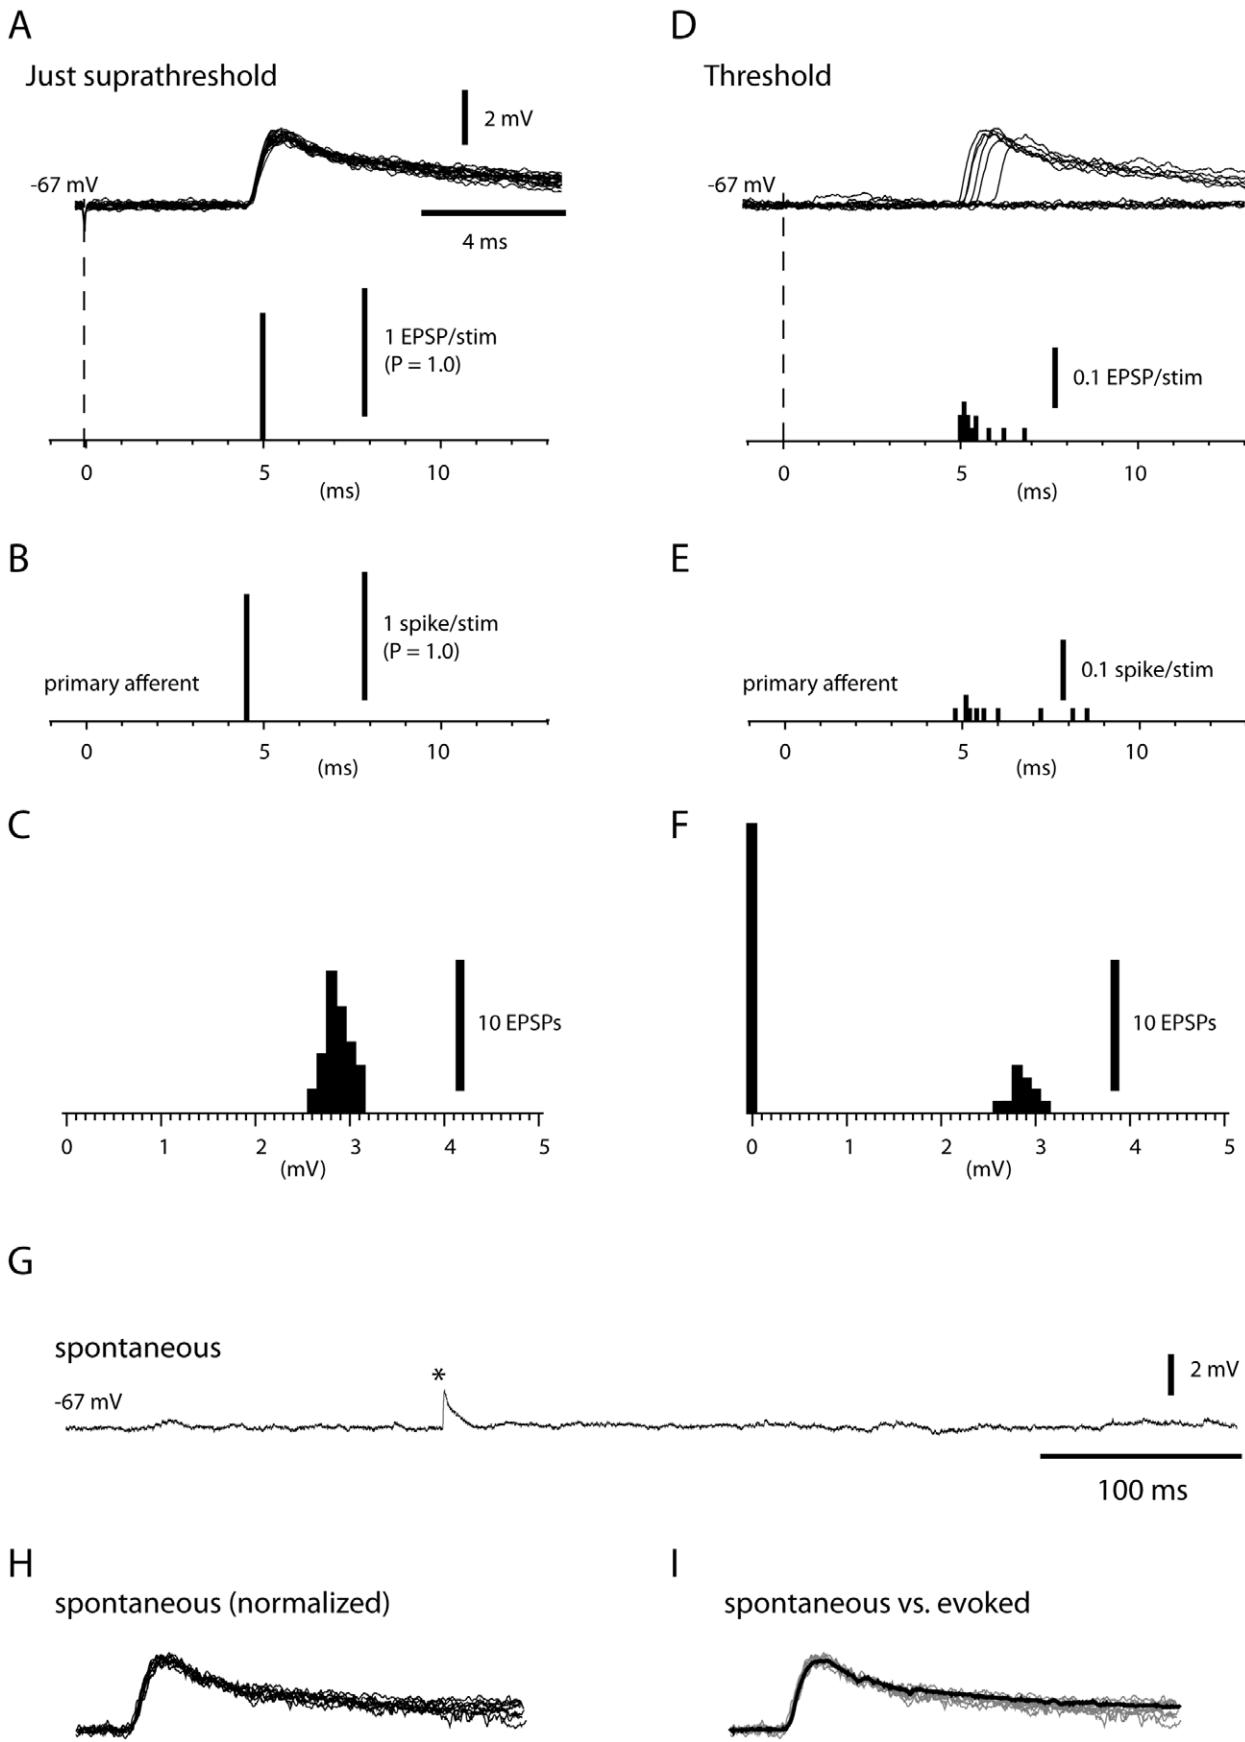 A
Just suprathreshold
2 mV
-67 mV
4 ms
1 EPSP/stim
(P = 1.0)
0 5 10
(ms)
D
Threshold
-67 mV
0.1 EPSP/stim
0 5 10
(ms)
B
1 spike/stim
(P = 1.0)
primary afferent
0 5 10
(ms)
E
0.1 spike/stim
primary afferent
0 5 10
(ms)
C
10 EPSPs
0 1 2 3 4 5
(mV)
F
10 EPSPs
0 1 2 3 4 5
(mV)
G
spontaneous
*
2 mV
-67 mV
100 ms
H
spontaneous (normalized)
I
spontaneous vs. evoked